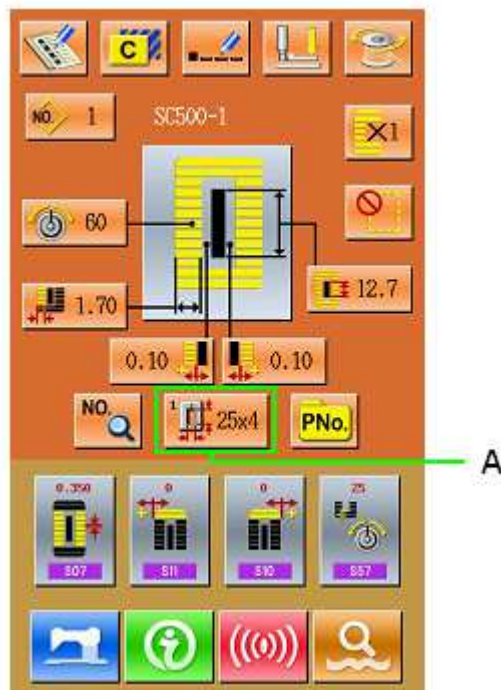 C
NO. 1 SC500-1 X1
60
1.70 12.7
0.10 0.10
NO. 1 25x4 PNo.
A
0.350 0 0 25
S07 S11 S10 S57